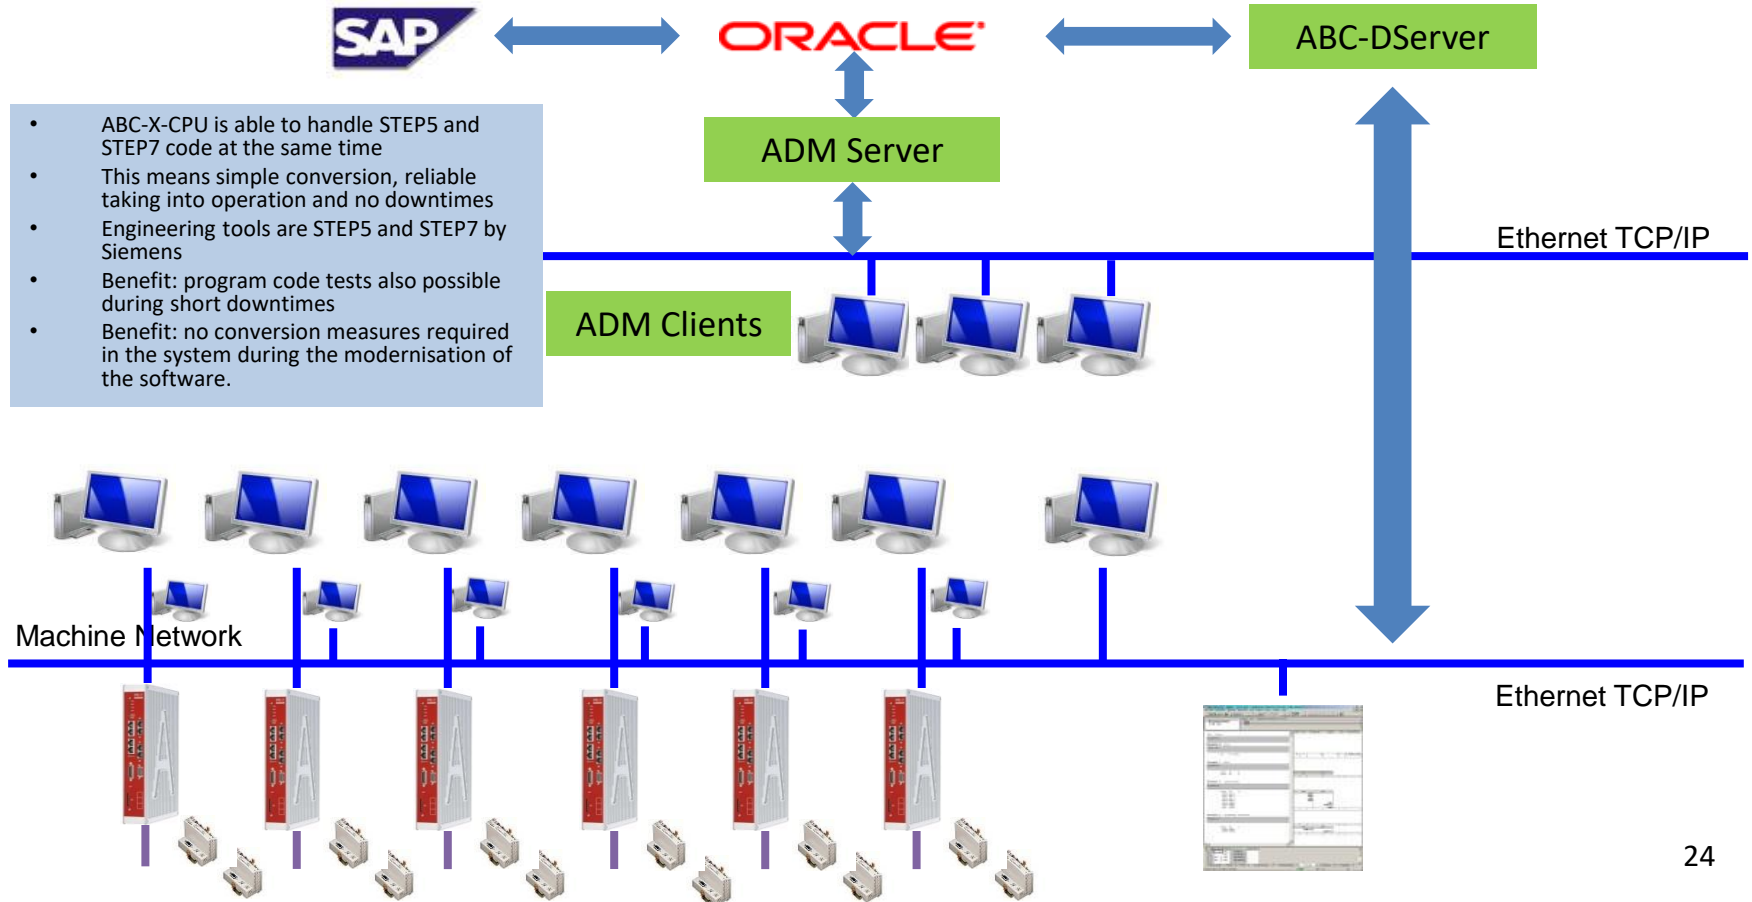 SAP
ORACLE
ABC-DServer
• ABC-X-CPU is able to handle STEP5 and
STEP7 code at the same time
• This means simple conversion, reliable
taking into operation and no downtimes
• Engineering tools are STEP5 and STEP7 by
Siemens
• Benefit: program code tests also possible
during short downtimes
• Benefit: no conversion measures required
in the system during the modernisation of
the software.
ADM Server
Ethernet TCP/IP
ADM Clients
Machine Network
Ethernet TCP/IP
A
A
A
A
A
A
24